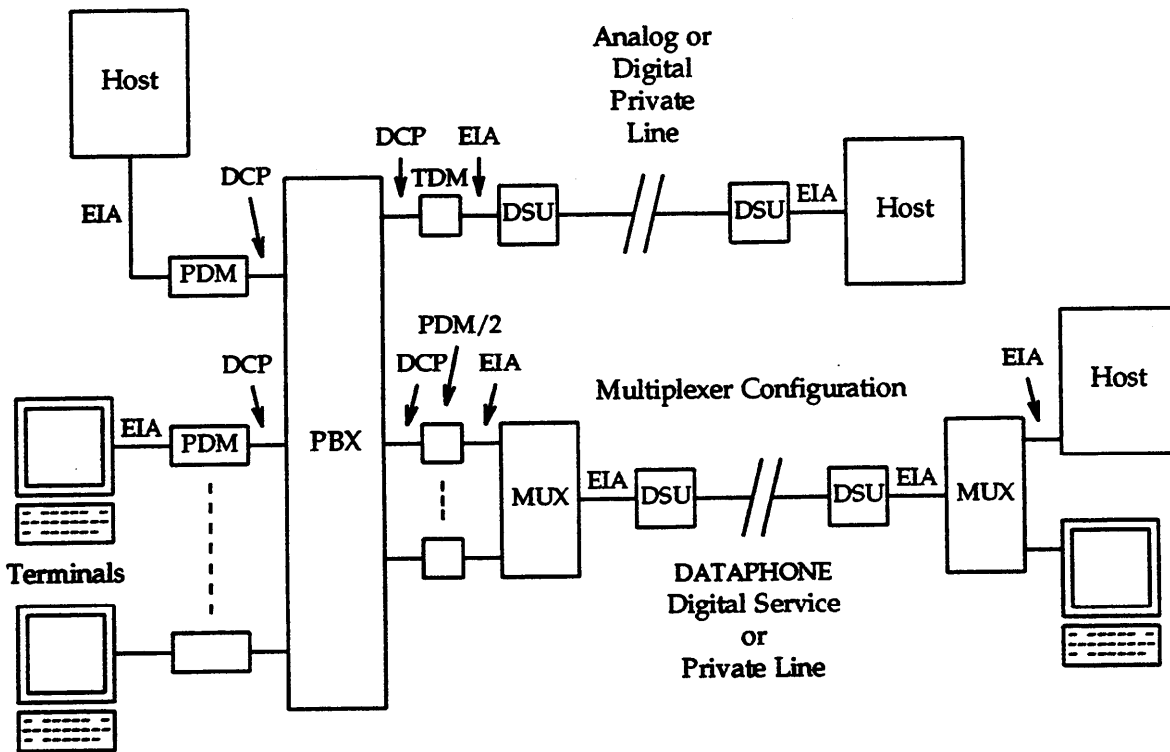 Host
Analog or
Digital
Private
Line
DCP
EIA
TDM
DCP
EIA
DSU
DSU
EIA
Host
PDM
PDM/2
DCP
DCP
EIA
Multiplexer Configuration
EIA
Host
EIA
PDM
PBX
MUX
EIA
DSU
DSU
EIA
MUX
Terminals
DATAPHONE
Digital Service
or
Private Line